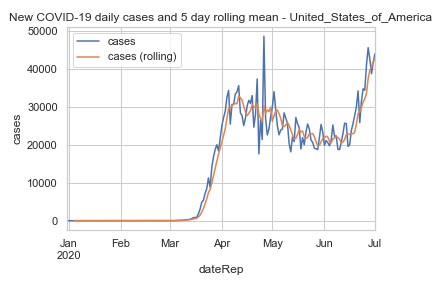 New COVID-19 daily cases and 5 day rolling mean - United_States_of_America
50000
40000
30000
20000
10000
0
cases
cases
cases (rolling)
Jan
2020
Feb
Mar
Apr
May
Jun
Jul
dateRep